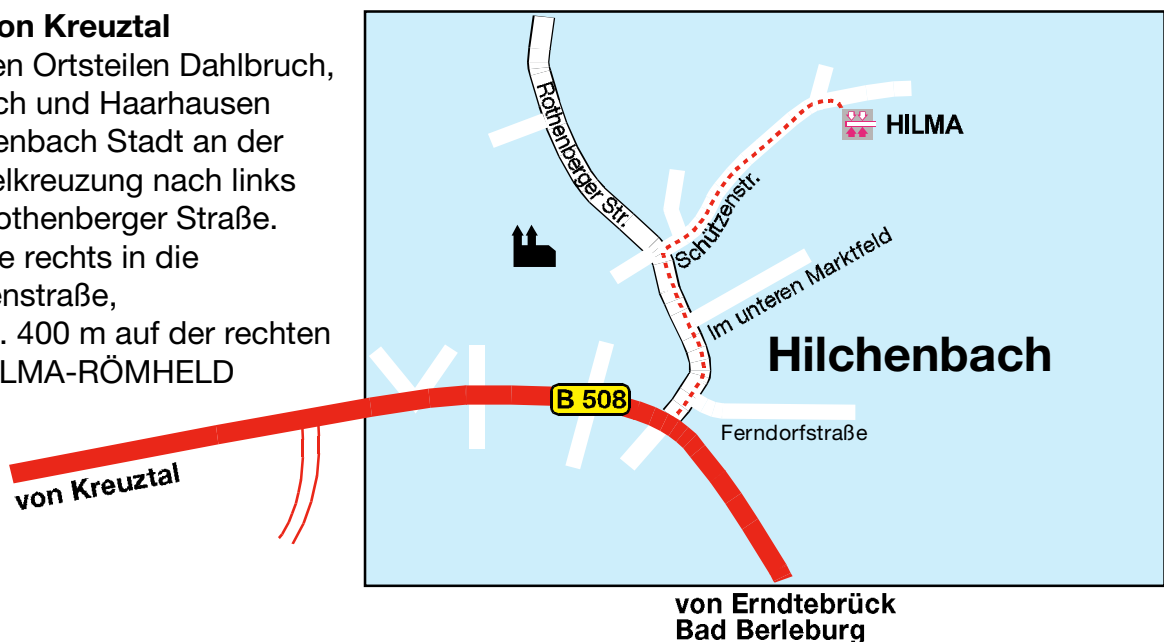 on Kreuztal
en Ortsteilen Dahlbruch,
ch und Haarhausen
enbach Stadt an der
elkreuzung nach links
othenberger Straße.
e rechts in die
enstraße,
. 400 m auf der rechten
LMA-RÖMHELD
Rothenberger Str.
HILMA
Schützenstr.
Im unteren Marktfeld
Hilchenbach
B 508
Ferndorfstraße
von Kreuztal
von Erndtebrück
Bad Berleburg